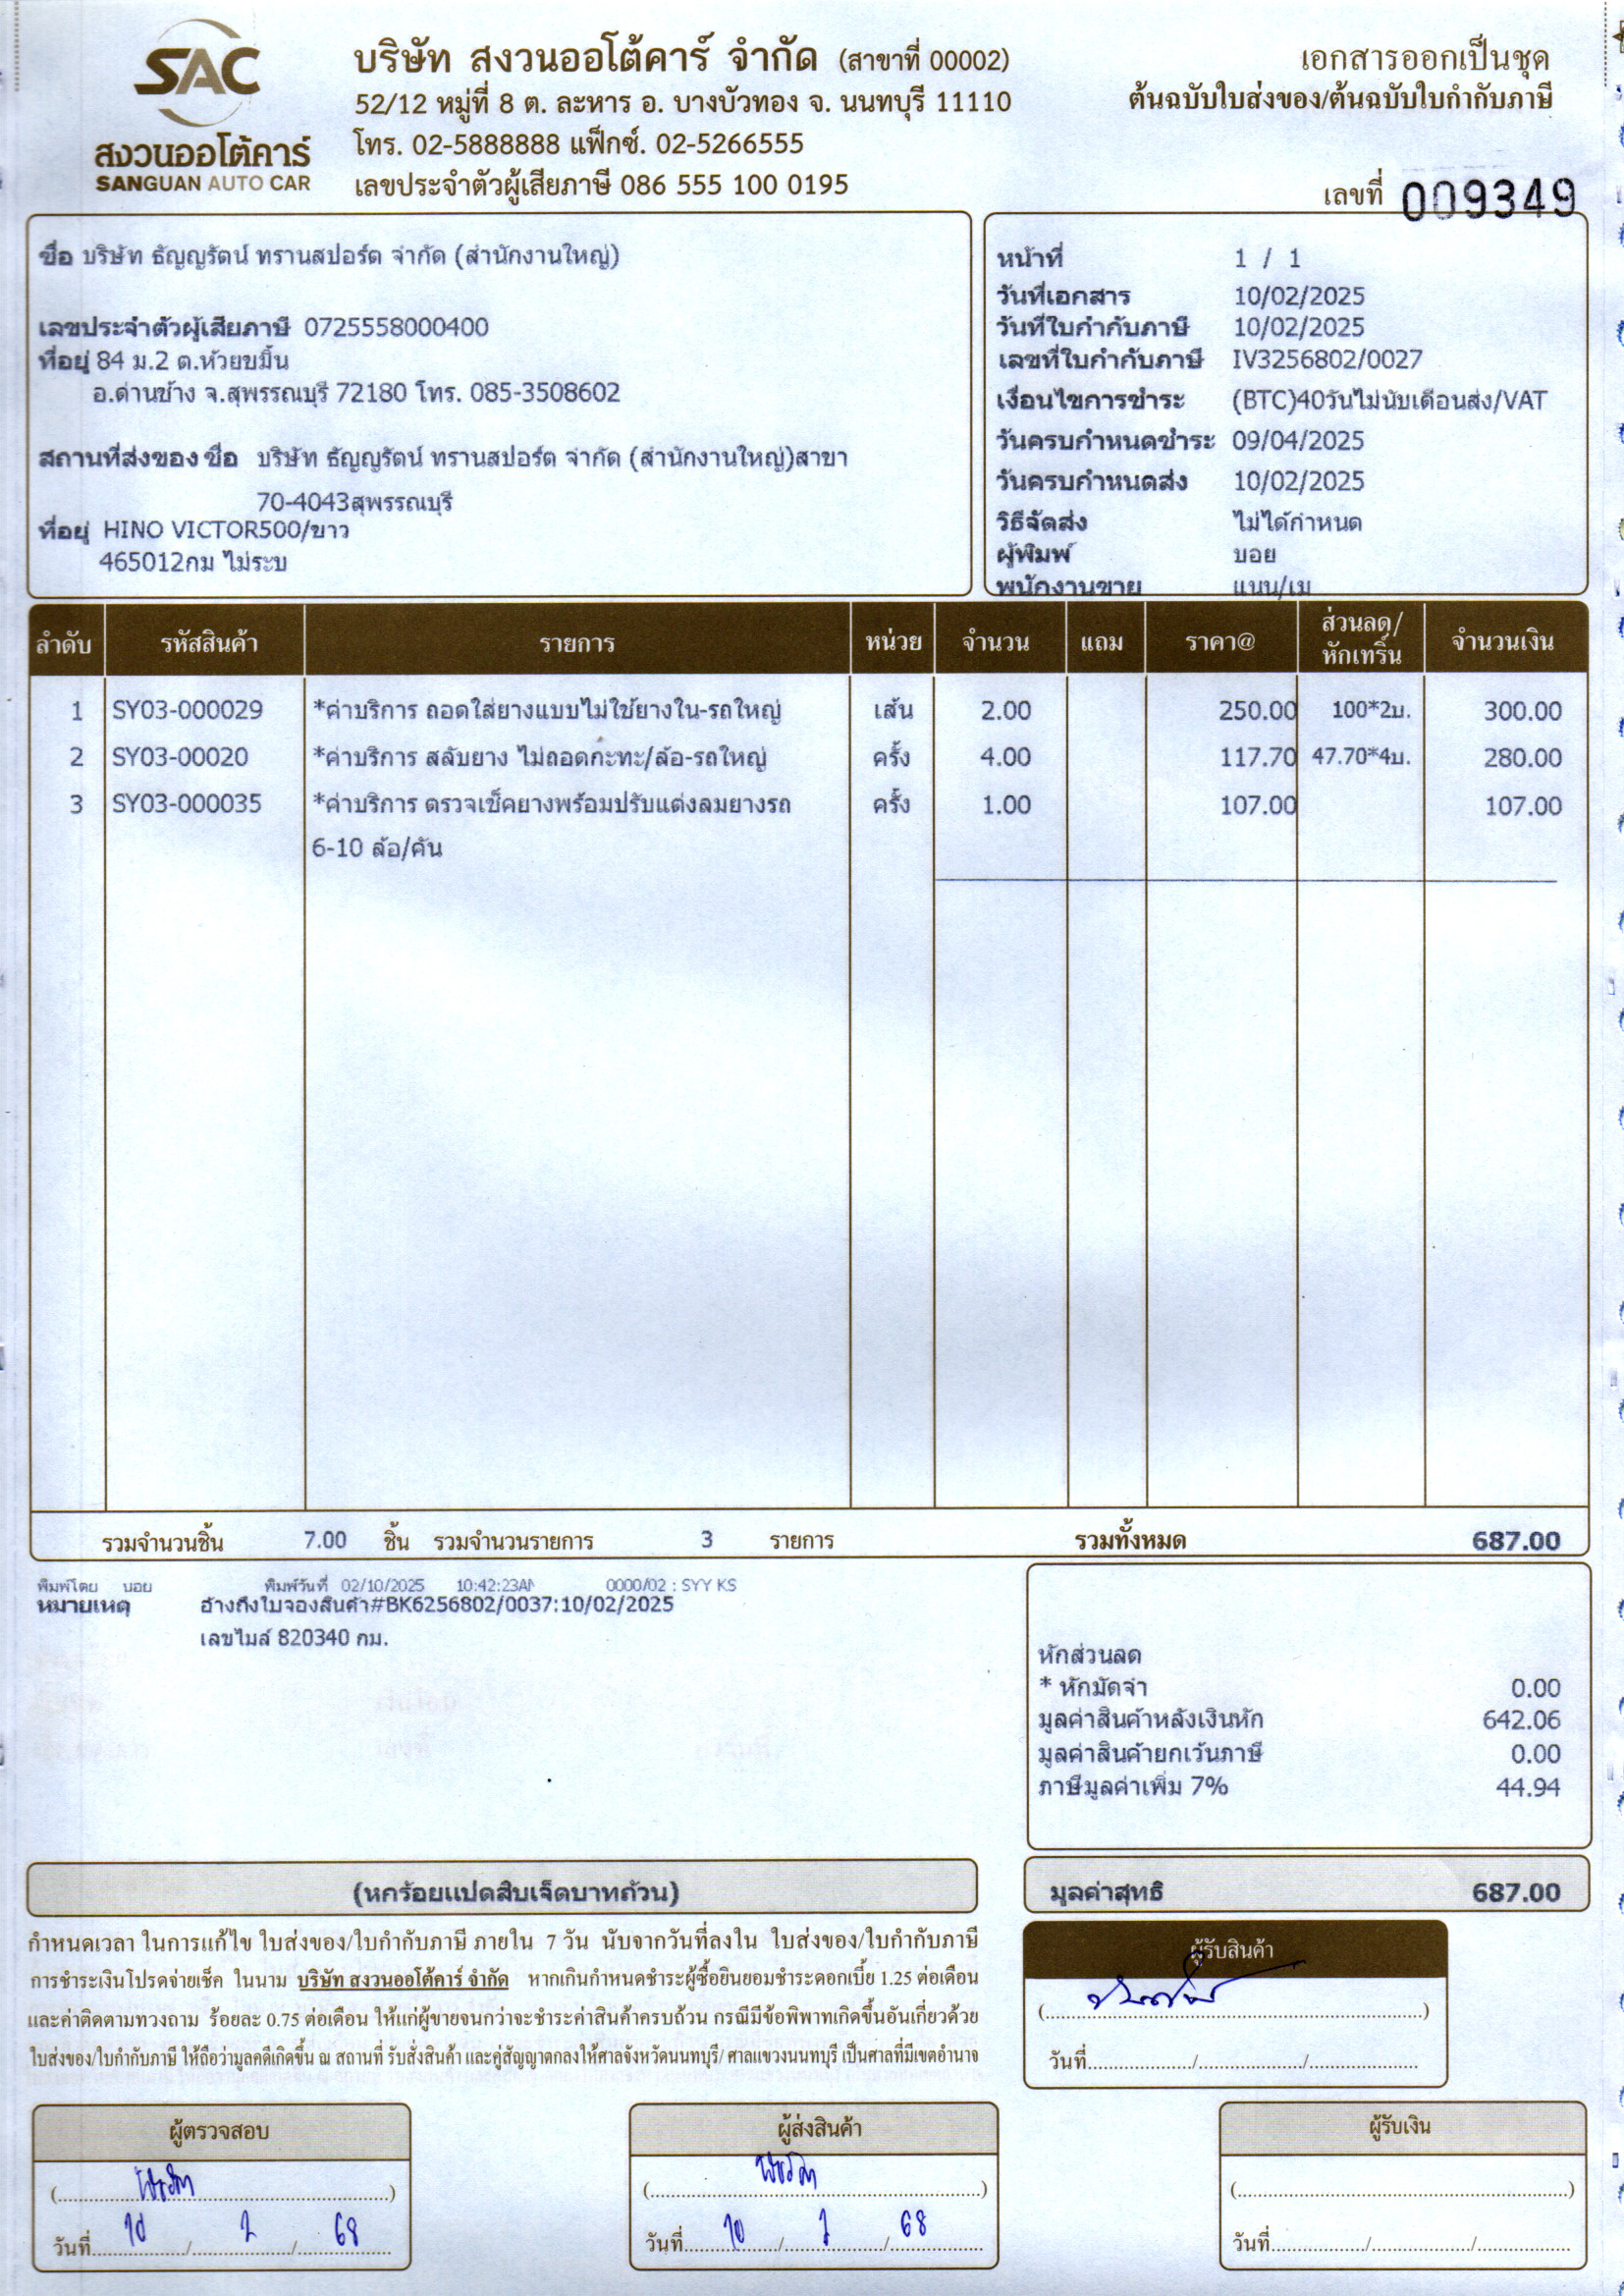 SAC
สงวนออโต้คาร์
SANGUAN AUTO CAR
บริษัท สงวนออโต้คาร์ จำกัด (สาขาที่ 00002)
52/12 หมู่ที่ 8 ต. ละหาร อ. บางบัวทอง จ. นนทบุรี 11110
โทร. 02-5888888 แฟ็กซ์. 02-5266555
เลขประจำตัวผู้เสียภาษี 086 555 100 0195
เอกสารออกเป็นชุด
ต้นฉบับใบส่งของ/ต้นฉบับใบกำกับภาษี
เลขที่ 009349
ชื่อ บริษัท ธัญญรัตน์ ทรานสปอร์ต จำกัด (สำนักงานใหญ่)
เลขประจำตัวผู้เสียภาษี 0725558000400
ที่อยู่ 84 ม.2 ต.ห้วยขมิ้น
อ.ด่านช้าง จ.สุพรรณบุรี 72180 โทร. 085-3508602
สถานที่ส่งของ ชื่อ บริษัท ธัญญรัตน์ ทรานสปอร์ต จำกัด (สำนักงานใหญ่)สาขา
70-4043สุพรรณบุรี
ที่อยู่ HINO VICTOR500/ขาว
465012กม ไม่ระบ
หน้าที่ 1 / 1
วันที่เอกสาร 10/02/2025
วันที่ใบกำกับภาษี 10/02/2025
เลขที่ใบกำกับภาษี IV3256802/0027
เงื่อนไขการชำระ (BTC)40วันไม่นับเดือนส่ง/VAT
วันครบกำหนดชำระ 09/04/2025
วันครบกำหนดส่ง 10/02/2025
วิธีจัดส่ง ไม่ได้กำหนด
ผู้พิมพ์ บอย
พนักงานขาย แนน/เม
ลำดับ รหัสสินค้า รายการ หน่วย จำนวน แถม ราคา@ ส่วนลด/หักเทริ์น จำนวนเงิน
1 SY03-000029 *ค่าบริการ ถอดใส่ยางแบบไม่ใช้ยางใน-รถใหญ่ เส้น 2.00 250.00 100*2บ. 300.00
2 SY03-00020 *ค่าบริการ สลับยาง ไม่ถอดกะทะ/ล้อ-รถใหญ่ ครั้ง 4.00 117.70 47.70*4บ. 280.00
3 SY03-000035 *ค่าบริการ ตรวจเช็คยางพร้อมปรับแต่งลมยางรถ ครั้ง 1.00 107.00 107.00
6-10 ล้อ/คัน
รวมจำนวนชิ้น 7.00 ชิ้น รวมจำนวนรายการ 3 รายการ รวมทั้งหมด 687.00
พิมพ์โดย บอย พิมพ์วันที่ 02/10/2025 10:42:23AM 0000/02 : SYY KS
หมายเหตุ อ้างถึงใบจองสินค้า#BK6256802/0037:10/02/2025
เลขไมล์ 820340 กม.
หักส่วนลด
* หักมัดจำ 0.00
มูลค่าสินค้าหลังเงินหัก 642.06
มูลค่าสินค้ายกเว้นภาษี 0.00
ภาษีมูลค่าเพิ่ม 7% 44.94
(หกร้อยแปดสิบเจ็ดบาทถ้วน)
มูลค่าสุทธิ 687.00
กำหนดเวลา ในการแก้ไข ใบส่งของ/ใบกำกับภาษี ภายใน 7 วัน นับจากวันที่ลงใน ใบส่งของ/ใบกำกับภาษี
การชำระเงินโปรดจ่ายเช็ค ในนาม บริษัท สงวนออโต้คาร์ จำกัด หากเกินกำหนดชำระผู้ซื้อยินยอมชำระดอกเบี้ย 1.25 ต่อเดือน
และค่าติดตามทวงถาม ร้อยละ 0.75 ต่อเดือน ให้แก่ผู้ขายจนกว่าจะชำระค่าสินค้าครบถ้วน กรณีมีข้อพิพาทเกิดขึ้นอันเกี่ยวด้วย
ใบส่งของ/ใบกำกับภาษี ให้ถือว่ามูลคดีเกิดขึ้น ณ สถานที่ รับสั่งสินค้า และคู่สัญญาตกลงให้ศาลจังหวัดนนทบุรี/ ศาลแขวงนนทบุรี เป็นศาลที่มีเขตอำนาจ
ผู้รับสินค้า
วันที่...../...../.....
ผู้ตรวจสอบ
วันที่ 10 / 2 / 68
ผู้ส่งสินค้า
วันที่ 10 / 2 / 68
ผู้รับเงิน
วันที่...../...../.....